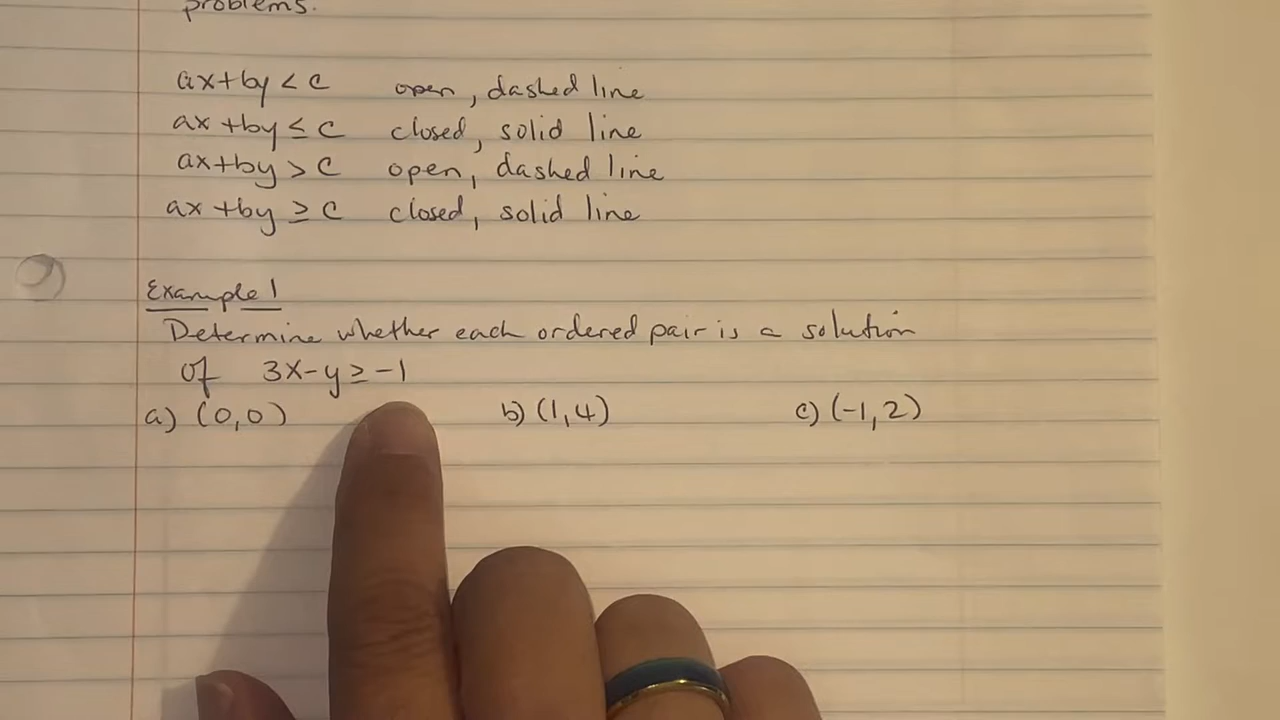 problems.
ax+by < c open, dashed line
ax+by ≤ c closed, solid line
ax+by > c open, dashed line
ax+by ≥ c closed, solid line
Example 1
Determine whether each ordered pair is a solution
of 3x-y ≥ -1
a) (0,0) b) (1,4) c) (-1,2)